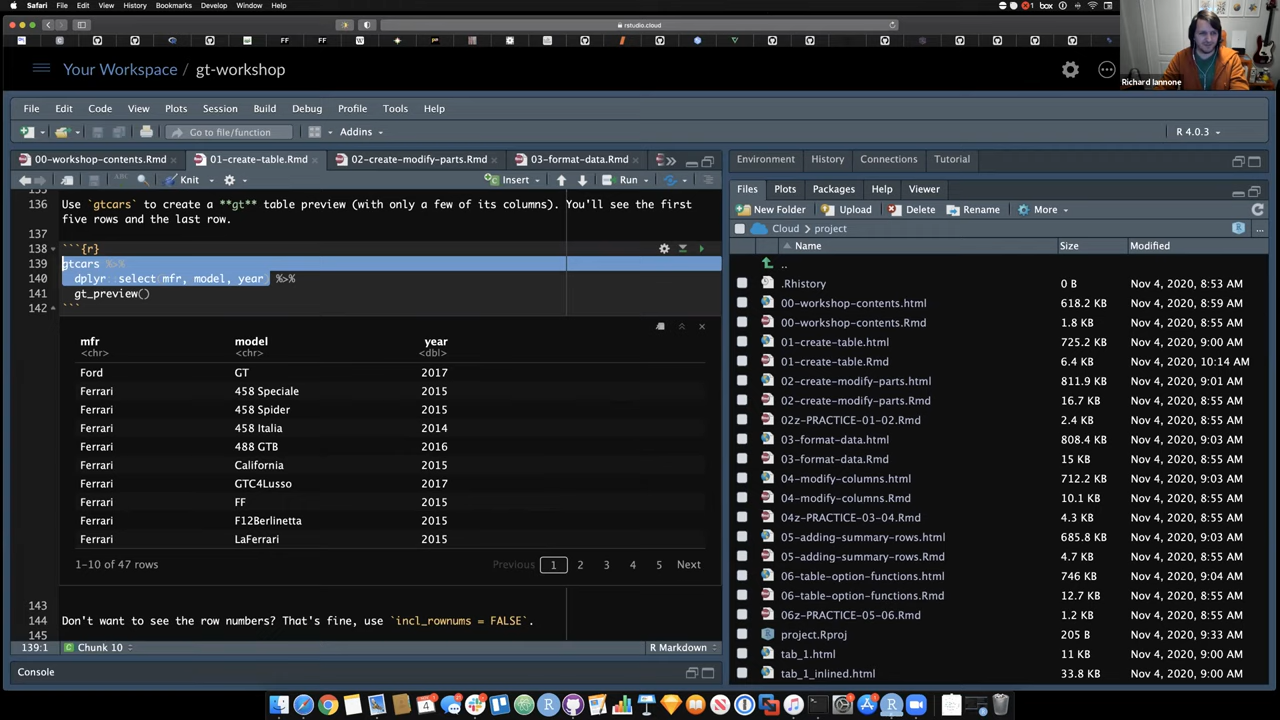 Safari File Edit View History Bookmarks Develop Window Help
1 box
rstudio.cloud
FF FF W
Richard Iannone
Your Workspace / gt-workshop
File Edit Code View Plots Session Build Debug Profile Tools Help
Go to file/function Addins R 4.0.3
00-workshop-contents.Rmd 01-create-table.Rmd 02-create-modify-parts.Rmd 03-format-data.Rmd
Knit Insert Run
135
136 Use `gtcars` to create a **gt** table preview (with only a few of its columns). You'll see the first
five rows and the last row.
137
138 ```{r}
139 gtcars %>%
140 dplyr::select(mfr, model, year) %>%
141 gt_preview()
142 ```
mfr model year
<chr> <chr> <dbl>
Ford GT 2017
Ferrari 458 Speciale 2015
Ferrari 458 Spider 2015
Ferrari 458 Italia 2014
Ferrari 488 GTB 2016
Ferrari California 2015
Ferrari GTC4Lusso 2017
Ferrari FF 2015
Ferrari F12Berlinetta 2015
Ferrari LaFerrari 2015
1-10 of 47 rows Previous 1 2 3 4 5 Next
143
144 Don't want to see the row numbers? That's fine, use `incl_rownums = FALSE`.
145
139:1 Chunk 10 R Markdown
Console
Environment History Connections Tutorial
Files Plots Packages Help Viewer
New Folder Upload Delete Rename More
Cloud project ...
Name Size Modified
..
.Rhistory 0 B Nov 4, 2020, 8:53 AM
00-workshop-contents.html 618.2 KB Nov 4, 2020, 8:59 AM
00-workshop-contents.Rmd 1.8 KB Nov 4, 2020, 8:55 AM
01-create-table.html 725.2 KB Nov 4, 2020, 9:00 AM
01-create-table.Rmd 6.4 KB Nov 4, 2020, 10:14 AM
02-create-modify-parts.html 811.9 KB Nov 4, 2020, 9:01 AM
02-create-modify-parts.Rmd 16.7 KB Nov 4, 2020, 8:55 AM
02z-PRACTICE-01-02.Rmd 2.4 KB Nov 4, 2020, 8:55 AM
03-format-data.html 808.4 KB Nov 4, 2020, 9:03 AM
03-format-data.Rmd 15 KB Nov 4, 2020, 8:55 AM
04-modify-columns.html 712.2 KB Nov 4, 2020, 9:03 AM
04-modify-columns.Rmd 10.1 KB Nov 4, 2020, 8:55 AM
04z-PRACTICE-03-04.Rmd 4.3 KB Nov 4, 2020, 8:55 AM
05-adding-summary-rows.html 685.8 KB Nov 4, 2020, 9:03 AM
05-adding-summary-rows.Rmd 4.7 KB Nov 4, 2020, 8:55 AM
06-table-option-functions.html 746 KB Nov 4, 2020, 9:04 AM
06-table-option-functions.Rmd 12.7 KB Nov 4, 2020, 8:55 AM
06z-PRACTICE-05-06.Rmd 1.2 KB Nov 4, 2020, 8:55 AM
project.Rproj 205 B Nov 4, 2020, 9:33 AM
tab_1.html 11 KB Nov 4, 2020, 8:55 AM
tab_1_inlined.html 33.8 KB Nov 4, 2020, 8:55 AM